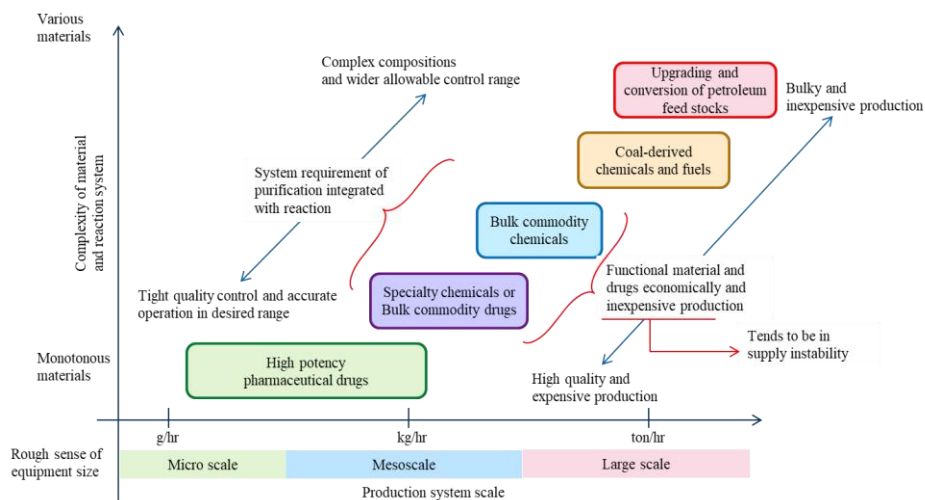 Various
materials
Complex compositions
and wider allowable control range
Upgrading and
conversion of petroleum
feed stocks
Bulky and
inexpensive production
Coal-derived
chemicals and fuels
System requirement of
purification integrated
with reaction
Complexity of material
and reaction system
Bulk commodity
chemicals
Functional material and
drugs economically and
inexpensive production
Tight quality control and accurate
operation in desired range
Specialty chemicals or
Bulk commodity drugs
Tends to be in
supply instability
Monotonous
materials
High potency
pharmaceutical drugs
High quality and
expensive production
g/hr
kg/hr
ton/hr
Rough sense of
equipment size
Micro scale
Mesoscale
Large scale
Production system scale